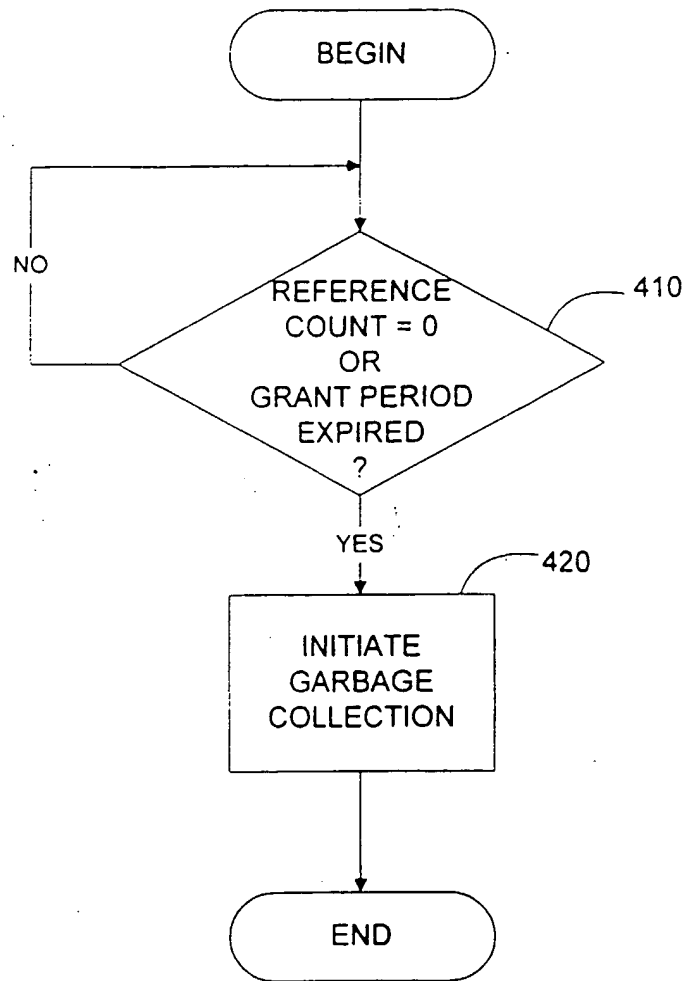 BEGIN
NO
REFERENCE
COUNT = 0
OR
GRANT PERIOD
EXPIRED
?
410
YES
420
INITIATE
GARBAGE
COLLECTION
END